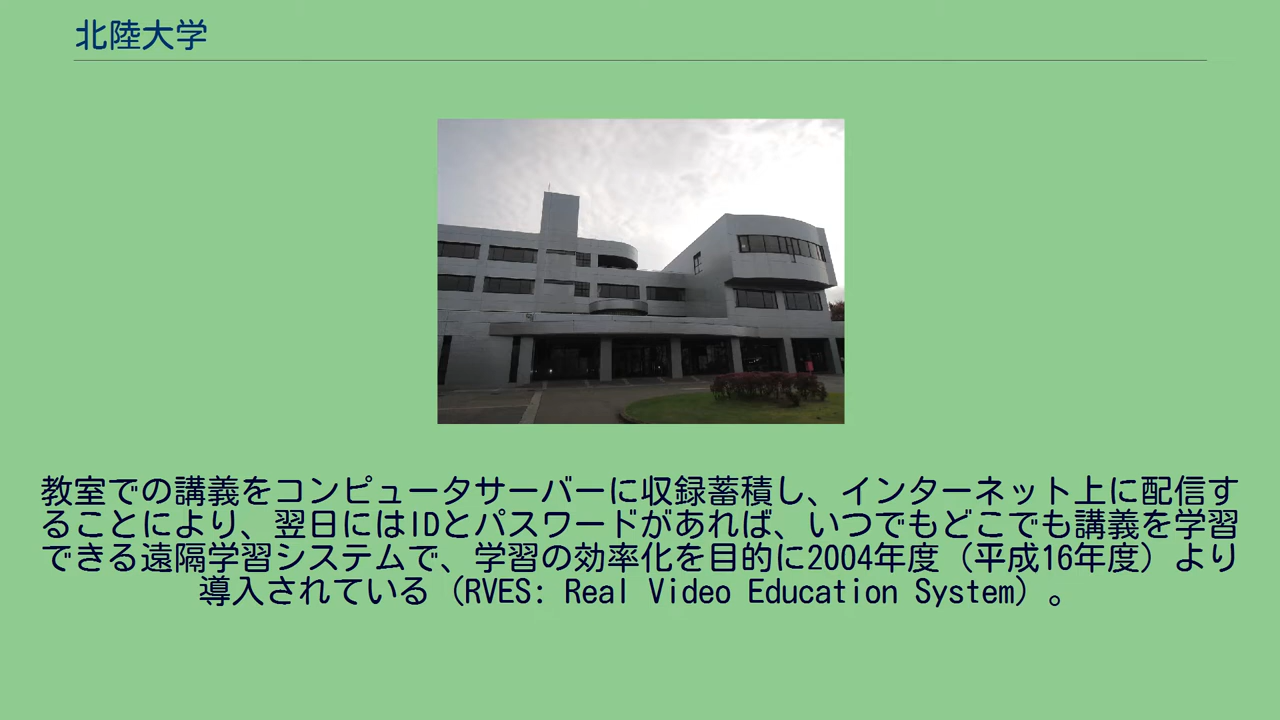 北陸大学
教室での講義をコンピュータサーバーに収録蓄積し、インターネット上に配信す
ることにより、翌日にはIDとパスワードがあれば、いつでもどこでも講義を学習
できる遠隔学習システムで、学習の効率化を目的に2004年度（平成16年度）より
導入されている（RVES: Real Video Education System）。